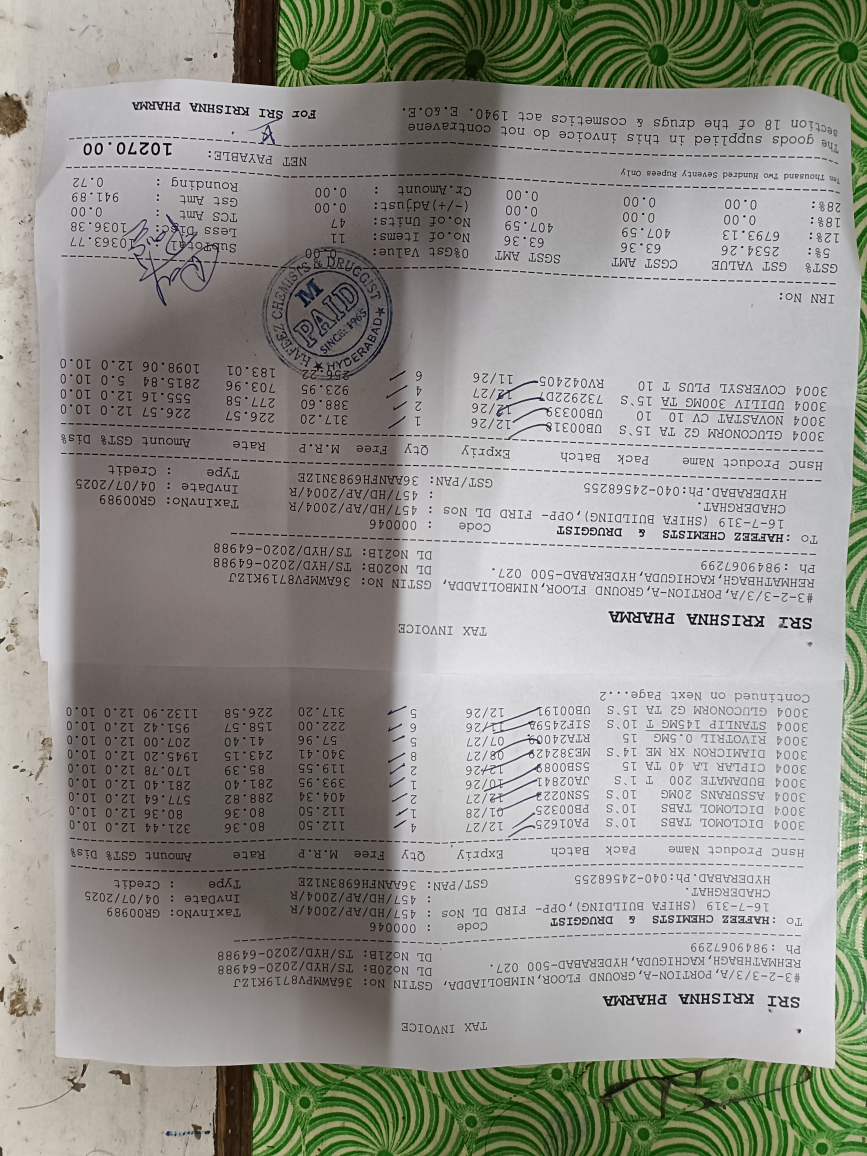 TAX INVOICE
SRI KRISHNA PHARMA
#3-2-3/3/A, PORTION-A, GROUND FLOOR, NIMBOLIADDA, GSTIN No: 36AWMPV8719K1ZJ
REHMATHBAGH, KACHIGUDA, HYDERABAD-500 027. DL No20B: TS/HYD/2020-64988
Ph : 9849067299 DL No21B: TS/HYD/2020-64988
To : HAFEEZ CHEMISTS & DRUGGIST Code : 000046
16-7-319 (SHIFA BUILDING), OPP- FIRD DL Nos : 457/HD/AP/2004/R TaxInvNo: GR00989
CHADERGHAT. : 457/HD/AP/2004/R InvDate : 04/07/2025
HYDERABAD. Ph:040-24568255 GST/PAN: 36AANFH6983N1ZE Type : Credit
HsnC Product Name Pack Batch Expriy Qty Free M.R.P Rate Amount GST% Dis%
3004 DICLOMOL TABS 10`S PA01625 12/27 4 112.50 80.36 321.44 12.0 10.0
3004 DICLOMOL TABS 10`S PB00325 01/28 1 112.50 80.36 80.36 12.0 10.0
3004 ASSURANS 20MG 10`S 12/27 2 404.34 288.82 577.64 12.0 10.0
3004 BUDAMATE 200 T 1`S JA02841 10/26 1 393.95 281.40 281.40 12.0 10.0
3004 CIPLAR LA 40 TA 15`S 12/26 2 119.55 85.39 170.78 12.0 10.0
3004 DIAMICRON XR ME 14`S 08/27 8 340.41 243.15 1945.20 12.0 10.0
3004 RIVOTRIL 0.5MG 15 RTA24009 07/27 5 57.96 41.40 207.00 12.0 10.0
3004 STANLIP 145MG T 10`S SIF2459A 11/26 6 222.00 158.57 951.42 12.0 10.0
3004 GLUCONORM G2 TA 15`S UB00191 12/26 5 317.20 226.58 1132.90 12.0 10.0
Continued on Next Page...2
TAX INVOICE
SRI KRISHNA PHARMA
#3-2-3/3/A, PORTION-A, GROUND FLOOR, NIMBOLIADDA, GSTIN No: 36AWMPV8719K1ZJ
REHMATHBAGH, KACHIGUDA, HYDERABAD-500 027. DL No20B: TS/HYD/2020-64988
Ph : 9849067299 DL No21B: TS/HYD/2020-64988
To : HAFEEZ CHEMISTS & DRUGGIST Code : 000046
16-7-319 (SHIFA BUILDING), OPP- FIRD DL Nos : 457/HD/AP/2004/R TaxInvNo: GR00989
CHADERGHAT. : 457/HD/AP/2004/R InvDate : 04/07/2025
HYDERABAD. Ph:040-24568255 GST/PAN: 36AANFH6983N1ZE Type : Credit
HsnC Product Name Pack Batch Expriy Qty Free M.R.P Rate Amount GST% Dis%
3004 GLUCONORM G2 TA 15`S UB00318 12/26 1 317.20 226.57 226.57 12.0 10.0
3004 NOVASTAT CV 10 10 UB00339 12/26 2 388.60 277.58 555.16 12.0 10.0
3004 UDILIV 300MG TA 15`S 73292D7 12/27 4 923.95 703.96 2815.84 5.0 10.0
3004 COVERSYL PLUS T 10 RV042405 11/26 6 256.22 183.01 1098.06 12.0 10.0
HAFEEZ CHEMISTS & DRUGGIST
M
PAID
SINCE: 1965
★ HYDERABAD ★
IRN No:
GST% GST VALUE CGST AMT SGST AMT 0%Gst Value: 0.00 SubTotal : 10363.77
5%: 2534.26 63.36 63.36 No.of Items: 11 Less Disc: 1036.38
12%: 6793.13 407.59 407.59 No.of Units: 47 TCS Amt : 0.00
18%: 0.00 0.00 0.00 (-/+)Adjust: 0.00 Gst Amt : 941.89
28%: 0.00 0.00 0.00 Cr.Amount : 0.00 Rounding : 0.72
Ten Thousand Two Hundred Seventy Rupees Only
NET PAYABLE: 10270.00
The goods supplied in this invoice do not contravene
section 18 of the drugs & cosmetics act 1940. E.&O.E.
For SRI KRISHNA PHARMA